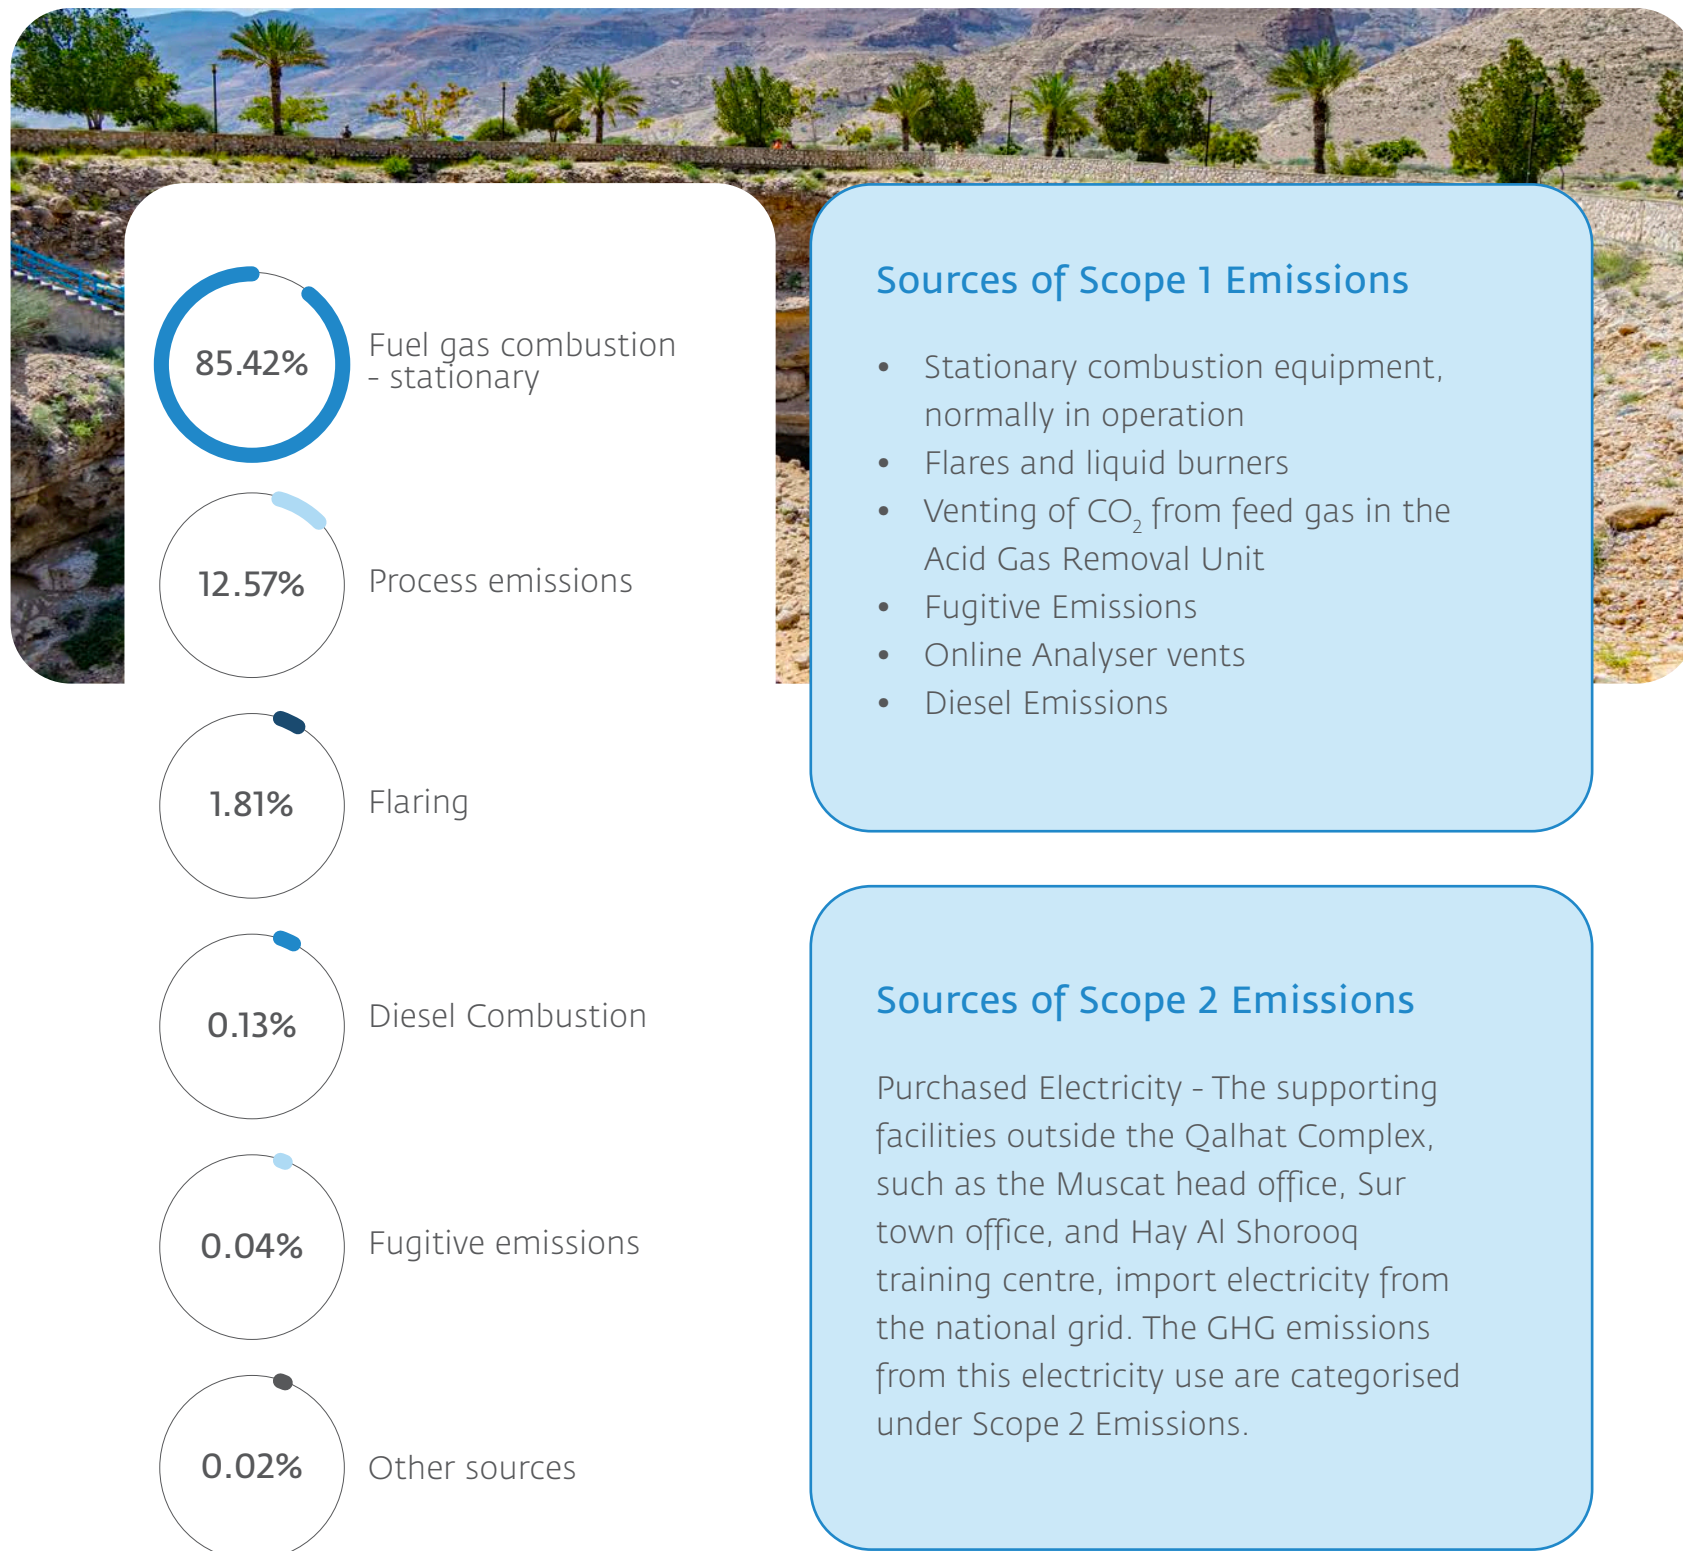 85.42%
Fuel gas combustion
- stationary
12.57%
Process emissions
1.81%
Flaring
0.13%
Diesel Combustion
0.04%
Fugitive emissions
0.02%
Other sources
Sources of Scope 1 Emissions
• Stationary combustion equipment,
normally in operation
• Flares and liquid burners
• Venting of CO₂ from feed gas in the
Acid Gas Removal Unit
• Fugitive Emissions
• Online Analyser vents
• Diesel Emissions
Sources of Scope 2 Emissions
Purchased Electricity - The supporting
facilities outside the Qalhat Complex,
such as the Muscat head office, Sur
town office, and Hay Al Shorooq
training centre, import electricity from
the national grid. The GHG emissions
from this electricity use are categorised
under Scope 2 Emissions.